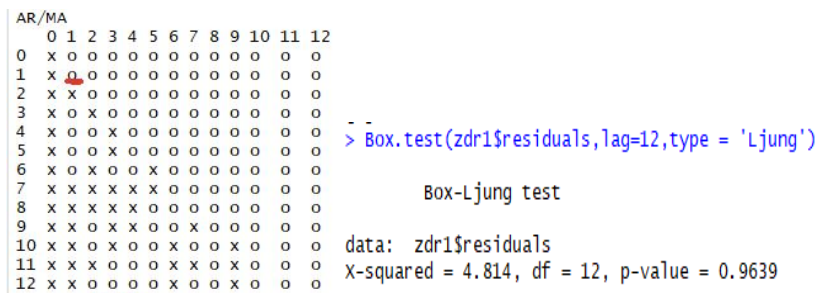 AR/MA
0 1 2 3 4 5 6 7 8 9 10 11 12
0 x o o o o o o o o o o o o
1 x o o o o o o o o o o o o
2 x x o o o o o o o o o o o
3 x o x o o o o o o o o o o
4 x o o x o o o o o o o o o
5 x o o x o o o o o o o o o
6 x o x o o x o o o o o o o
7 x x x x x x o o o o o o o
8 x x x x x o o o o o o o o
9 x x o x o o x o o o o o o
10 x x o x o o x o o x o o o
11 x x x o o o x x o x o o o
12 x x o o o o x o o x o o o
- -
> Box.test(zdr1$residuals,lag=12,type = 'Ljung')
Box-Ljung test
data: zdr1$residuals
X-squared = 4.814, df = 12, p-value = 0.9639